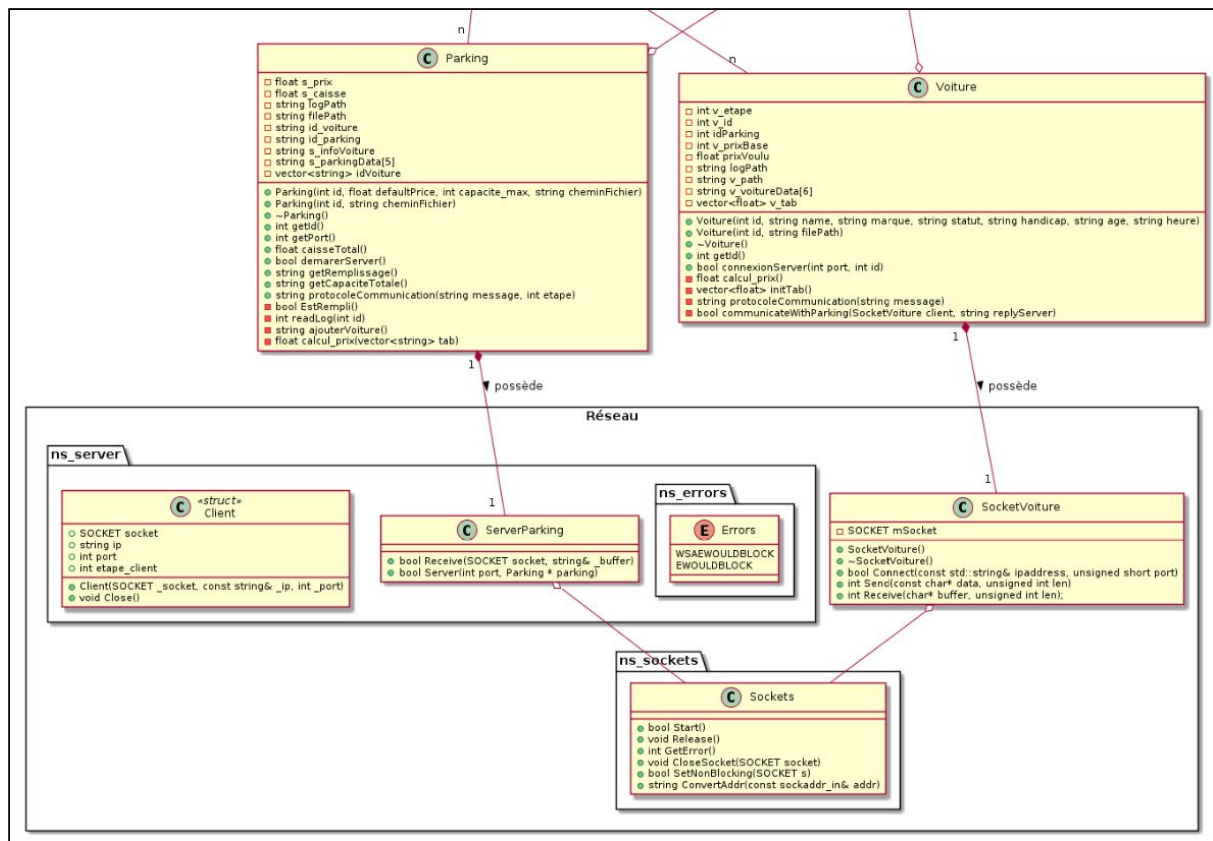 n
n
C Parking
float s_prix
float s_caisse
string logPath
string filePath
string id_voiture
string id_parking
string s_infoVoiture
string s_parkingData[5]
vector<string> idVoiture
Parking(int id, float defaultPrice, int capacite_max, string cheminFichier)
Parking(int id, string cheminFichier)
~Parking()
int getId()
int getPort()
float caisseTotal()
bool demarerServer()
string getRemplissage()
string getCapaciteTotale()
string protocoleCommunication(string message, int etape)
bool EstRempli()
int readLog(int id)
string ajouterVoiture()
float calcul_prix(vector<string> tab)
C Voiture
int v_etape
int v_id
int idParking
int v_prixBase
float prixVoulu
string logPath
string v_path
string v_voitureData[6]
vector<float> v_tab
Voiture(int id, string name, string marque, string statut, string handicap, string age, string heure)
Voiture(int id, string filePath)
~Voiture()
int getId()
bool connexionServer(int port, int id)
float calcul_prix()
vector<float> initTab()
string protocoleCommunication(string message)
bool communicateWithParking(SocketVoiture client, string replyServer)
1
possède
1
possède
Réseau
ns_server
C «struct»
Client
SOCKET socket
string ip
int port
int etape_client
Client(SOCKET _socket, const string& _ip, int _port)
void Close()
1
C ServerParking
bool Receive(SOCKET socket, string& _buffer)
bool Server(int port, Parking * parking)
ns_errors
E Errors
WSAEWOULDBLOCK
EWOULDBLOCK
1
C SocketVoiture
SOCKET mSocket
SocketVoiture()
~SocketVoiture()
bool Connect(const std::string& ipaddress, unsigned short port)
int Send(const char* data, unsigned int len)
int Receive(char* buffer, unsigned int len);
ns_sockets
C Sockets
bool Start()
void Release()
int GetError()
void CloseSocket(SOCKET socket)
bool SetNonBlocking(SOCKET s)
string ConvertAddr(const sockaddr_in& addr)